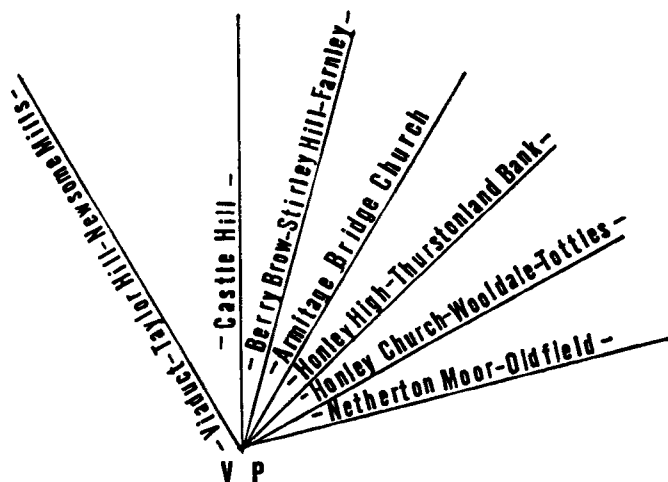 - Viaduct-Taylor Hill-Newsome Mills-
- Castle Hill -
- Berry Brow-Stirley Hill-Farnley-
- Armitage Bridge Church
- Honley High-Thurstonland Bank-
- Honley Church-Wooldale-Totties-
- Netherton Moor-Oldfield-
V P